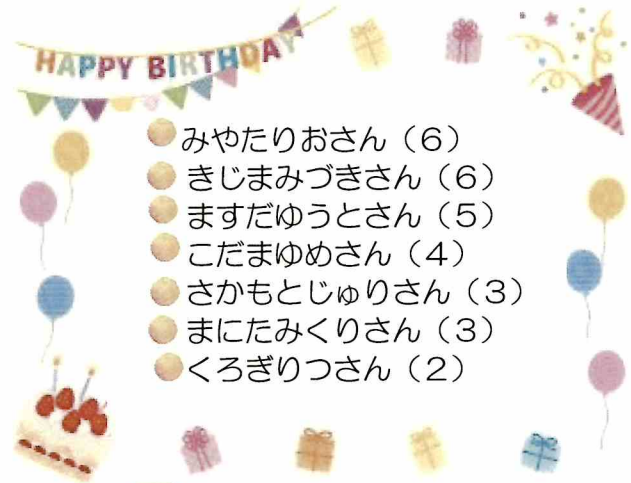 HAPPY BIRTHDAY
みやたりおさん（6）
きじまみづきさん（6）
ますだゆうとさん（5）
こだまゆめさん（4）
さかもとじゅりさん（3）
まにたみくりさん（3）
くろぎりつさん（2）